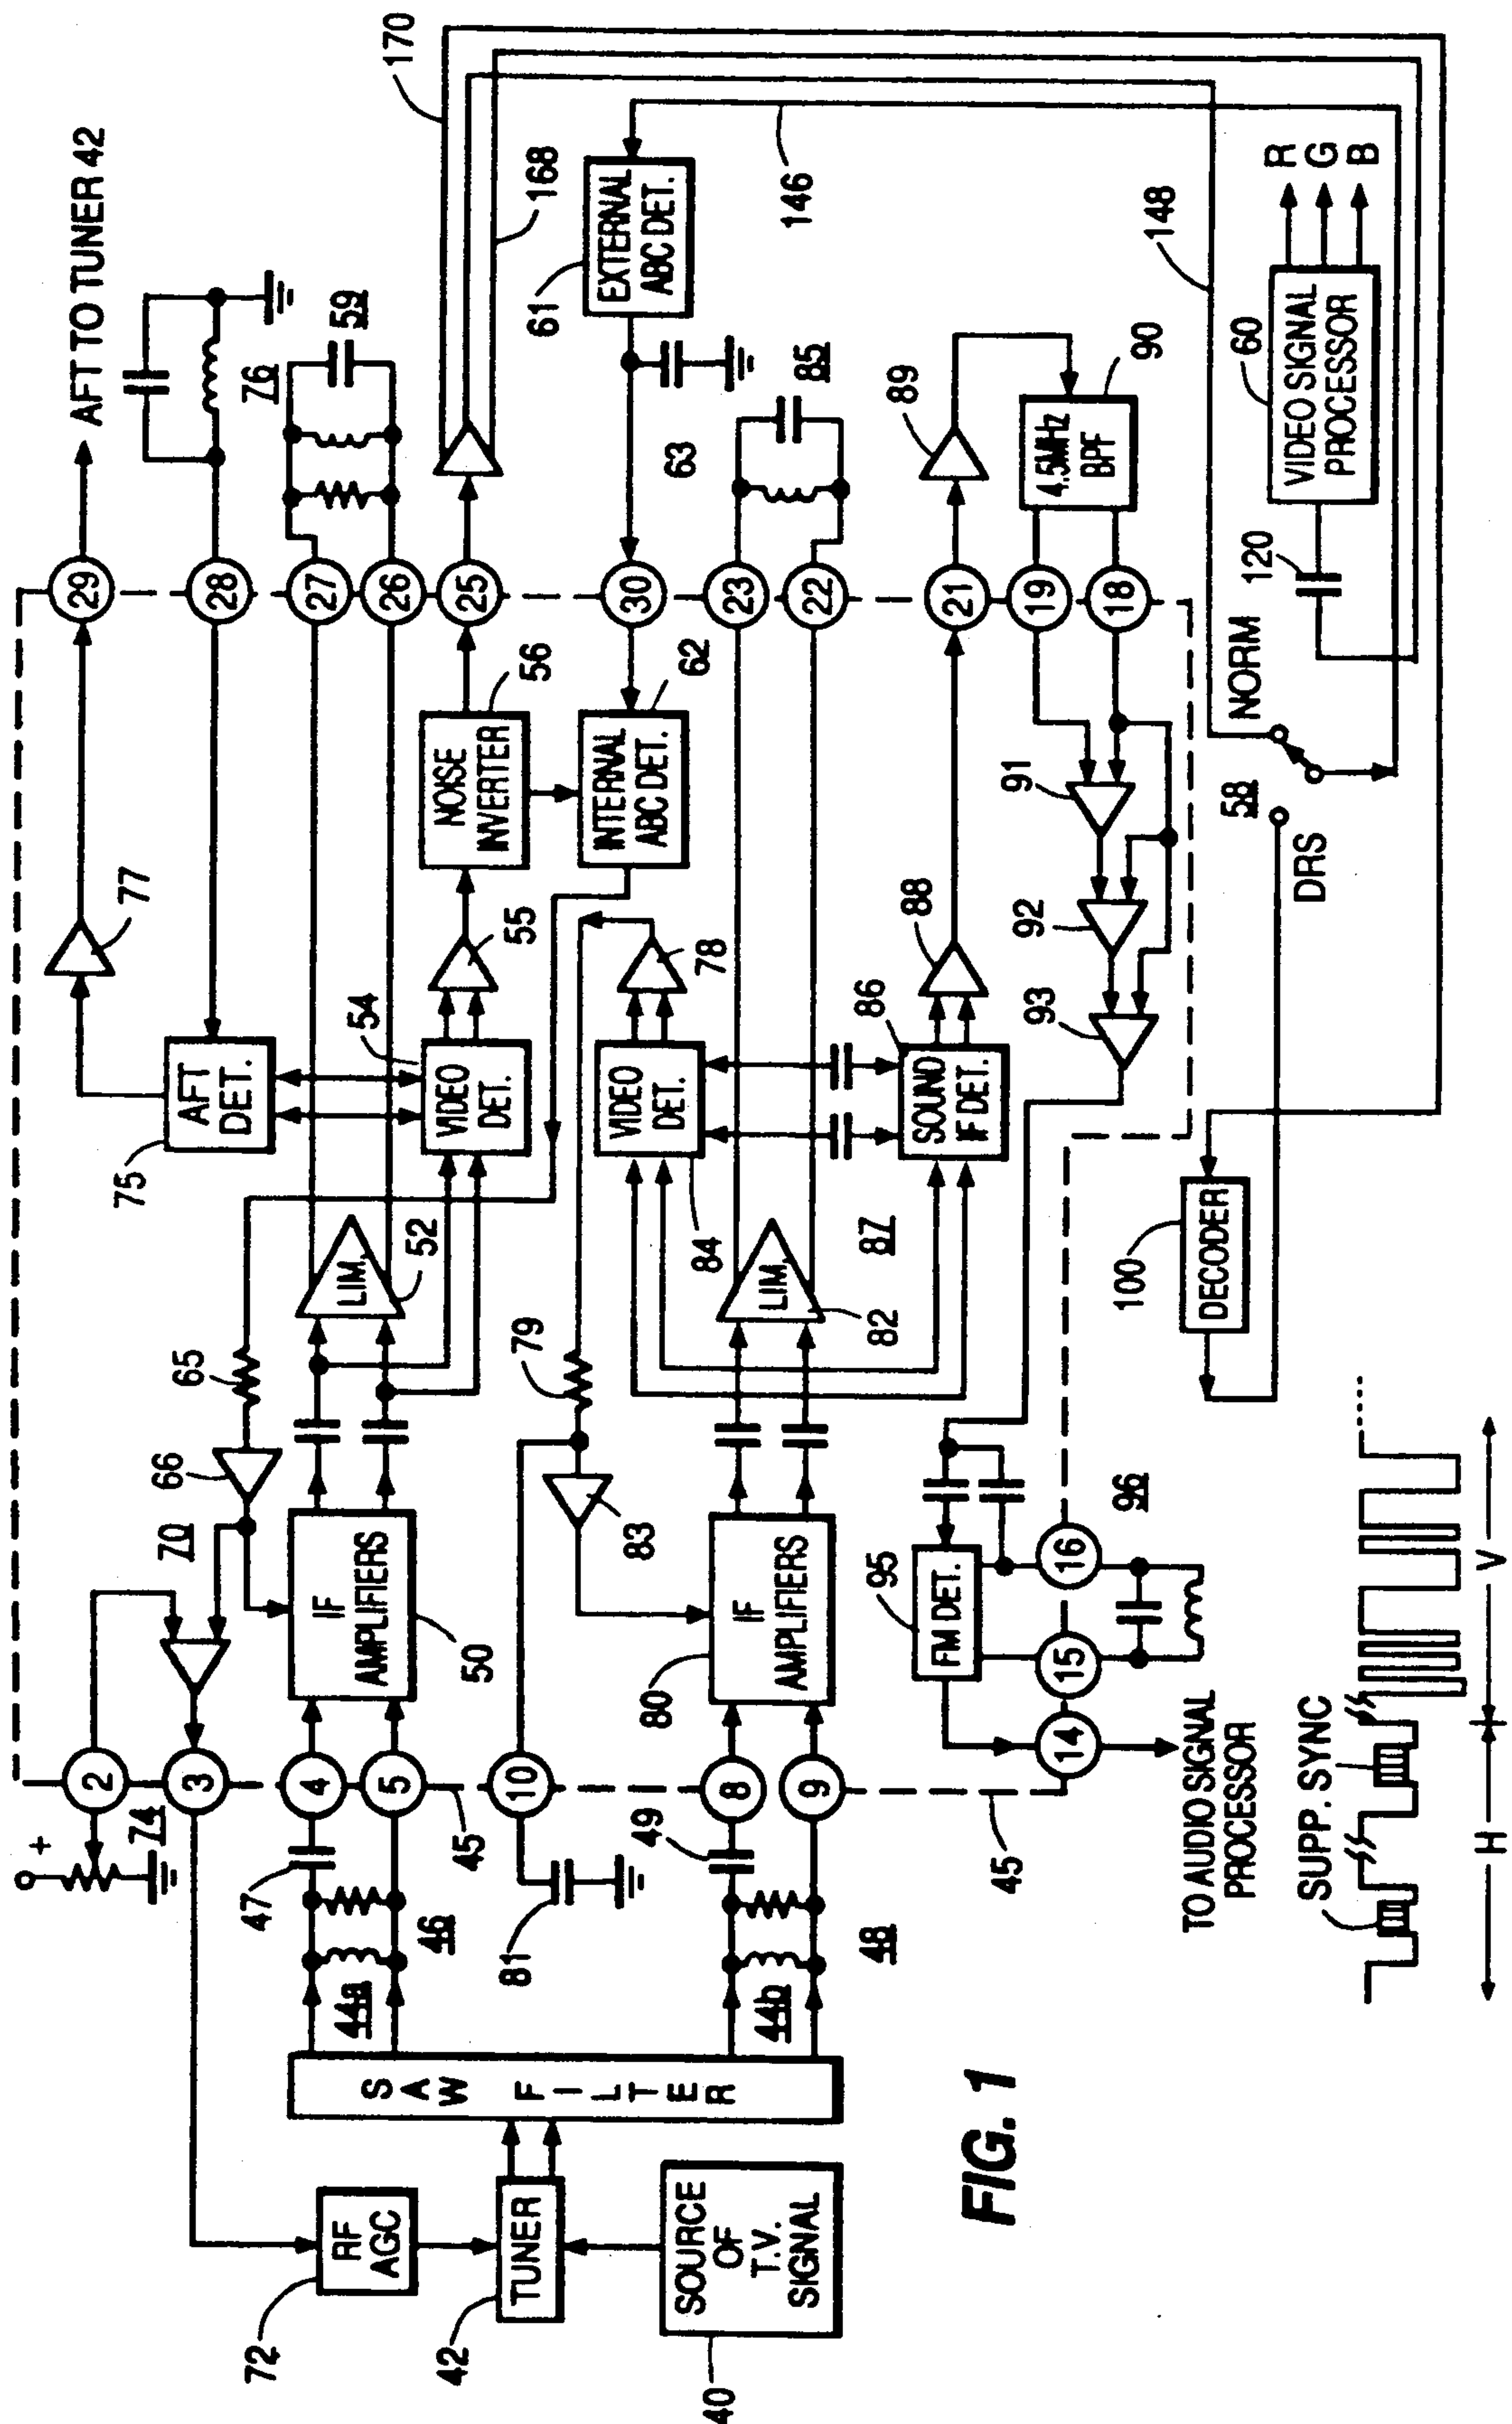 170
AFT TO TUNER 42
168
29
28
76
59
27
26
25
61
EXTERNAL
ABC DET.
146
30
63
23
22
85
21
89
90
4.5MHz
BPF
19
18
148
R
G
B
60
VIDEO SIGNAL
PROCESSOR
120
77
56
NOISE
INVERTER
62
INTERNAL
ABC DET.
NORM
58
DRS
91
92
93
75
AFT
DET.
54
VIDEO
DET.
55
78
VIDEO
DET.
84
86
SOUND
IF DET.
88
87
65
66
70
LIM.
52
79
83
LIM.
82
100
DECODER
IF
AMPLIFIERS
50
IF
AMPLIFIERS
80
95
FM DET.
96
16
15
14
TO AUDIO SIGNAL
PROCESSOR
+
2
74
3
4
5
10
8
9
45
45
47
46
44a
81
49
48
44b
SAW FILTER
RF
AGC
72
TUNER
42
SOURCE
OF
T.V.
SIGNAL
40
SUPP. SYNC
H
V
FIG. 1